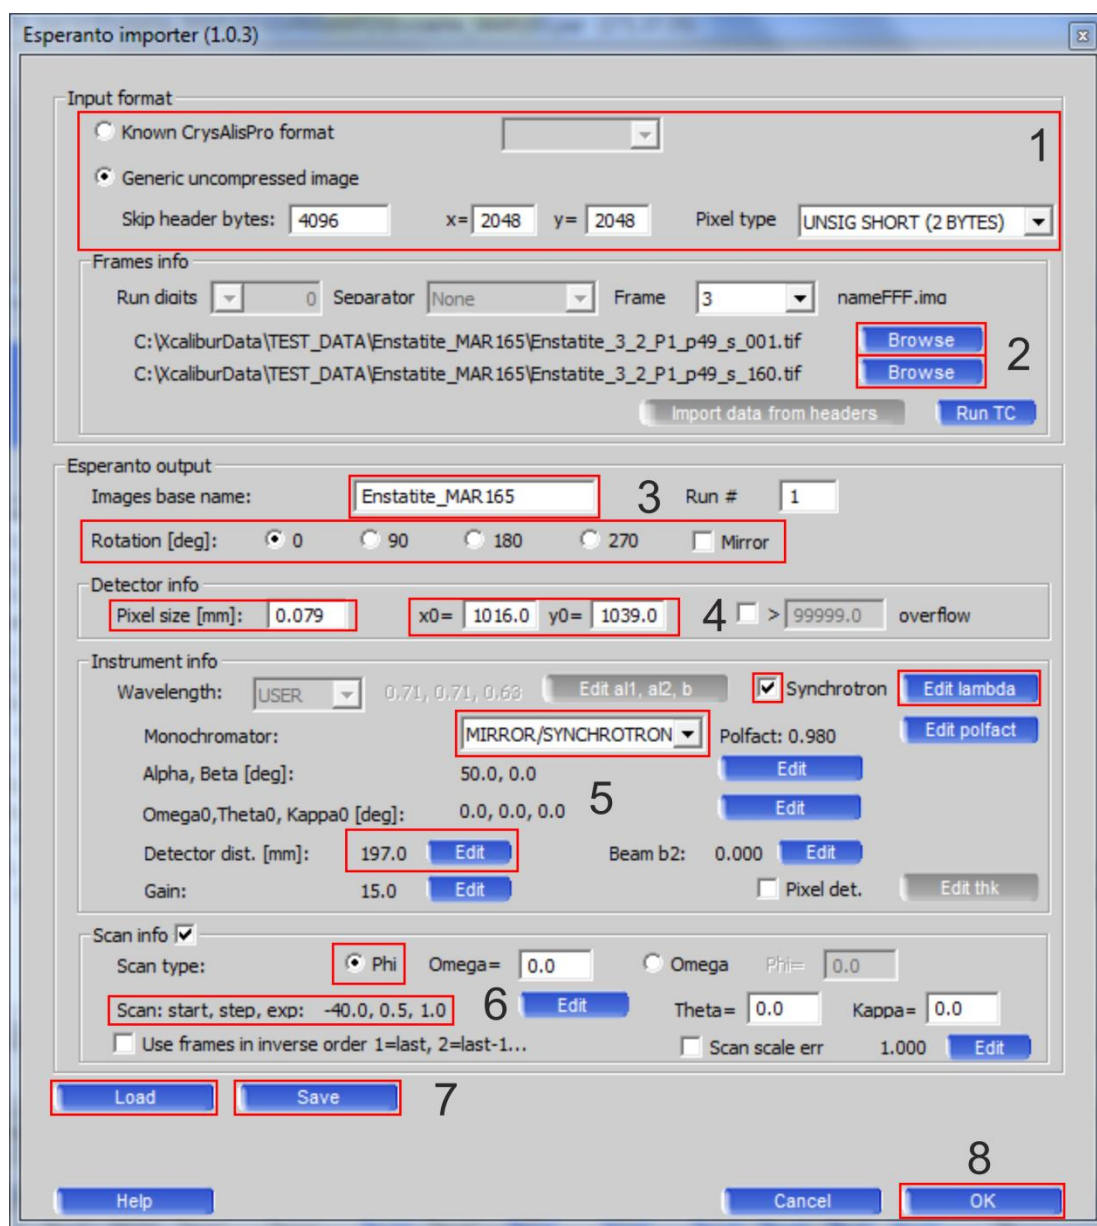 Esperanto importer (1.0.3)
Input format
Known CrysAlisPro format
1
Generic uncompressed image
Skip header bytes: 4096 x= 2048 y= 2048 Pixel type UNSIG SHORT (2 BYTES)
Frames info
Run digits 0 Separator None Frame 3 nameFFF.img
C:\XcaliburData\TEST_DATA\Enstatite_MAR165\Enstatite_3_2_P1_p49_s_001.tif Browse
2
C:\XcaliburData\TEST_DATA\Enstatite_MAR165\Enstatite_3_2_P1_p49_s_160.tif Browse
Import data from headers Run TC
Esperanto output
Images base name: Enstatite_MAR165 3 Run # 1
Rotation [deg]: 0 90 180 270 Mirror
Detector info
Pixel size [mm]: 0.079 x0= 1016.0 y0= 1039.0 4 > 99999.0 overflow
Instrument info
Wavelength: USER 0.71, 0.71, 0.63 Edit al1, al2, b Synchrotron Edit lambda
Monochromator: MIRROR/SYNCHROTRON Polfact: 0.980 Edit polfact
Alpha, Beta [deg]: 50.0, 0.0 Edit
5
Omega0,Theta0, Kappa0 [deg]: 0.0, 0.0, 0.0 Edit
Detector dist. [mm]: 197.0 Edit Beam b2: 0.000 Edit
Gain: 15.0 Edit Pixel det. Edit thk
Scan info
Scan type: Phi Omega= 0.0 Omega Phi= 0.0
Scan: start, step, exp: -40.0, 0.5, 1.0 6 Edit Theta= 0.0 Kappa= 0.0
Use frames in inverse order 1=last, 2=last-1... Scan scale err 1.000 Edit
Load Save 7
8
Help Cancel OK